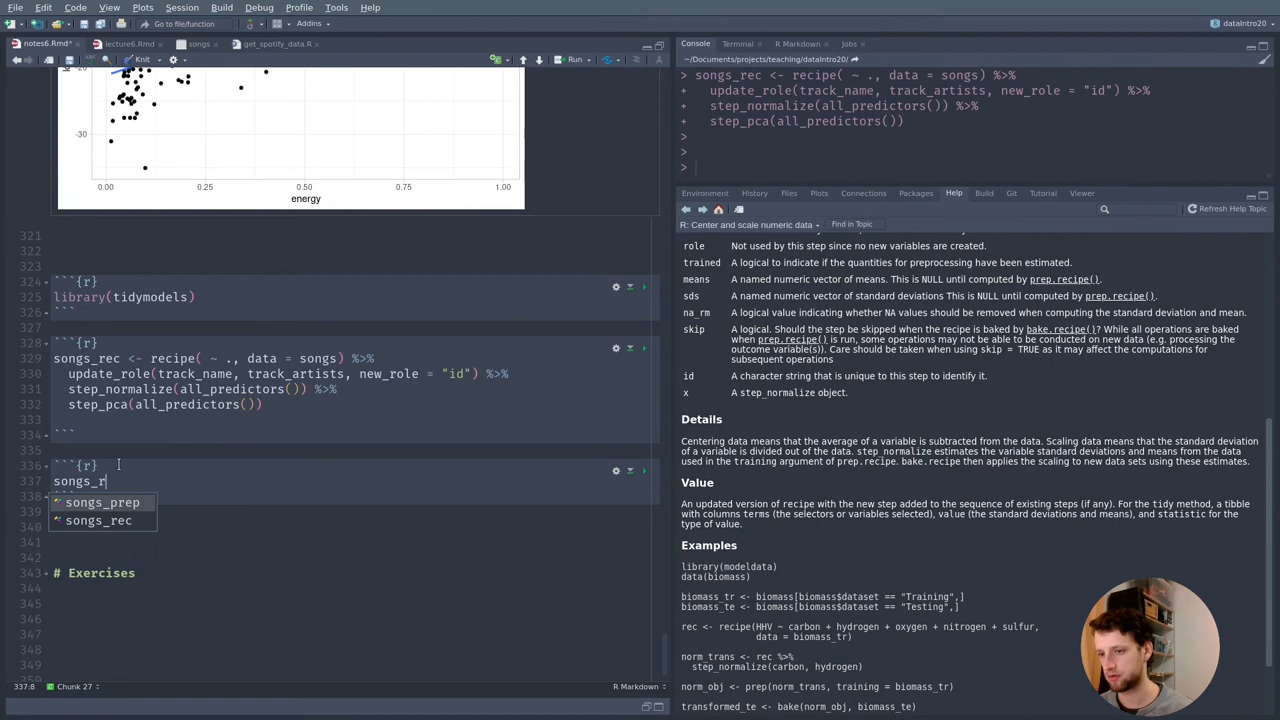 File Edit Code View Plots Session Build Debug Profile Tools Help
Go to file/function
Addins
dataIntro20
notes6.Rmd*
lecture6.Rmd
songs
get_spotify_data.R
Knit
Run
-30
0.00 0.25 0.50 0.75 1.00
energy
321
322
323
324 ```{r}
325 library(tidymodels)
326 ```
327
328 ```{r}
329 songs_rec <- recipe( ~ ., data = songs) %>%
330 update_role(track_name, track_artists, new_role = "id") %>%
331 step_normalize(all_predictors()) %>%
332 step_pca(all_predictors())
333
334 ```
335
336 ```{r}
337 songs_r
338 ```
songs_prep
songs_rec
339
340
341
342
343 # Exercises
344
345
346
347
348
349
337:8 Chunk 27
R Markdown
Console Terminal R Markdown Jobs
~/Documents/projects/teaching/dataIntro20/
> songs_rec <- recipe( ~ ., data = songs) %>%
+ update_role(track_name, track_artists, new_role = "id") %>%
+ step_normalize(all_predictors()) %>%
+ step_pca(all_predictors())
>
>
>
Environment History Files Plots Connections Packages Help Build Git Tutorial Viewer
Refresh Help Topic
R: Center and scale numeric data
Find in Topic
role Not used by this step since no new variables are created.
trained A logical to indicate if the quantities for preprocessing have been estimated.
means A named numeric vector of means. This is NULL until computed by prep.recipe().
sds A named numeric vector of standard deviations This is NULL until computed by prep.recipe().
na_rm A logical value indicating whether NA values should be removed when computing the standard deviation and mean.
skip A logical. Should the step be skipped when the recipe is baked by bake.recipe()? While all operations are baked
when prep.recipe() is run, some operations may not be able to be conducted on new data (e.g. processing the
outcome variable(s)). Care should be taken when using skip = TRUE as it may affect the computations for
subsequent operations
id A character string that is unique to this step to identify it.
x A step_normalize object.
Details
Centering data means that the average of a variable is subtracted from the data. Scaling data means that the standard deviation
of a variable is divided out of the data. step_normalize estimates the variable standard deviations and means from the data
used in the training argument of prep.recipe. bake.recipe then applies the scaling to new data sets using these estimates.
Value
An updated version of recipe with the new step added to the sequence of existing steps (if any). For the tidy method, a tibble
with columns terms (the selectors or variables selected), value (the standard deviations and means), and statistic for the
type of value.
Examples
library(modeldata)
data(biomass)
biomass_tr <- biomass[biomass$dataset == "Training",]
biomass_te <- biomass[biomass$dataset == "Testing",]
rec <- recipe(HHV ~ carbon + hydrogen + oxygen + nitrogen + sulfur,
data = biomass_tr)
norm_trans <- rec %>%
step_normalize(carbon, hydrogen)
norm_obj <- prep(norm_trans, training = biomass_tr)
transformed_te <- bake(norm_obj, biomass_te)